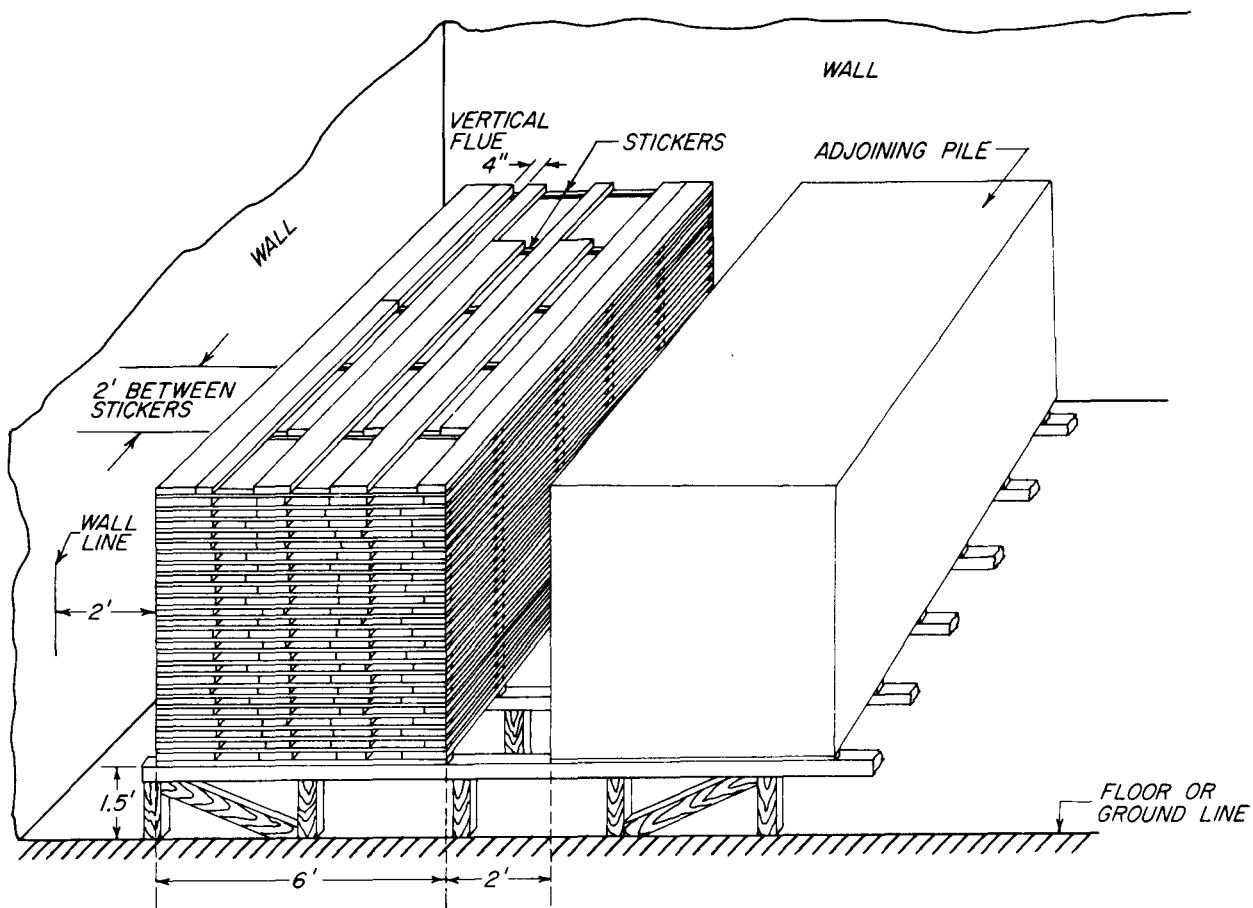 WALL
VERTICAL
FLUE
4"
STICKERS
ADJOINING PILE
WALL
2' BETWEEN
STICKERS
WALL
LINE
2'
1.5'
FLOOR OR
GROUND LINE
6'
2'